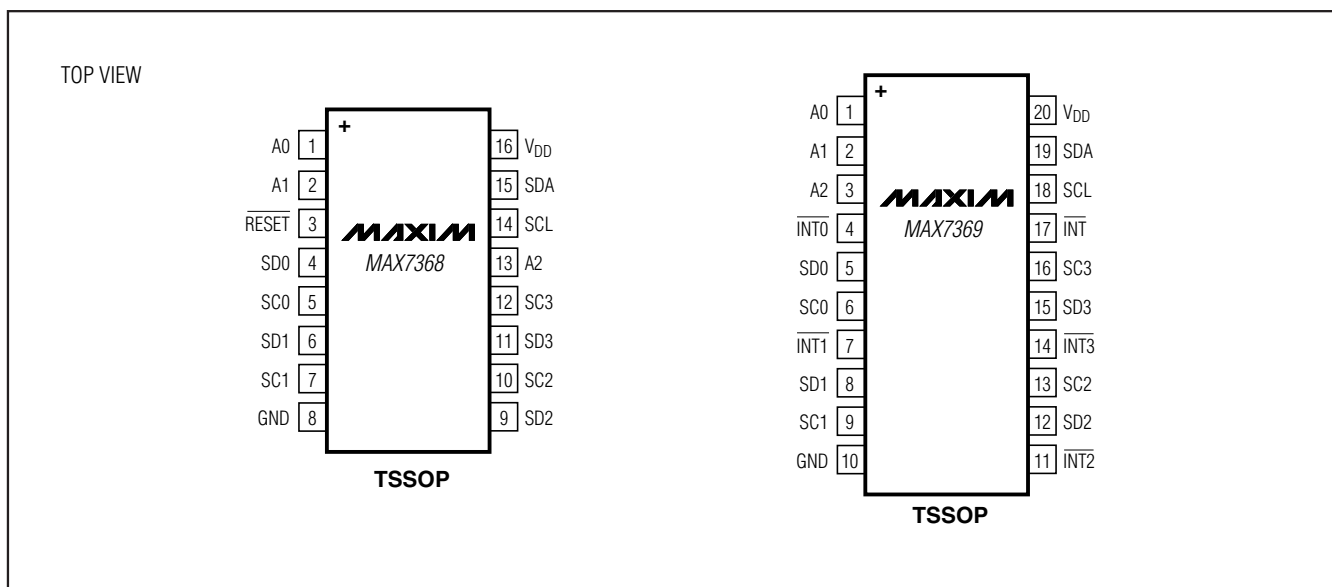 TOP VIEW
+
A0 1
A1 2
RESET 3
SD0 4
SC0 5
SD1 6
SC1 7
GND 8
16 VDD
15 SDA
14 SCL
13 A2
12 SC3
11 SD3
10 SC2
9 SD2
MAXIM
MAX7368
TSSOP
+
A0 1
A1 2
A2 3
INT0 4
SD0 5
SC0 6
INT1 7
SD1 8
SC1 9
GND 10
20 VDD
19 SDA
18 SCL
17 INT
16 SC3
15 SD3
14 INT3
13 SC2
12 SD2
11 INT2
MAXIM
MAX7369
TSSOP